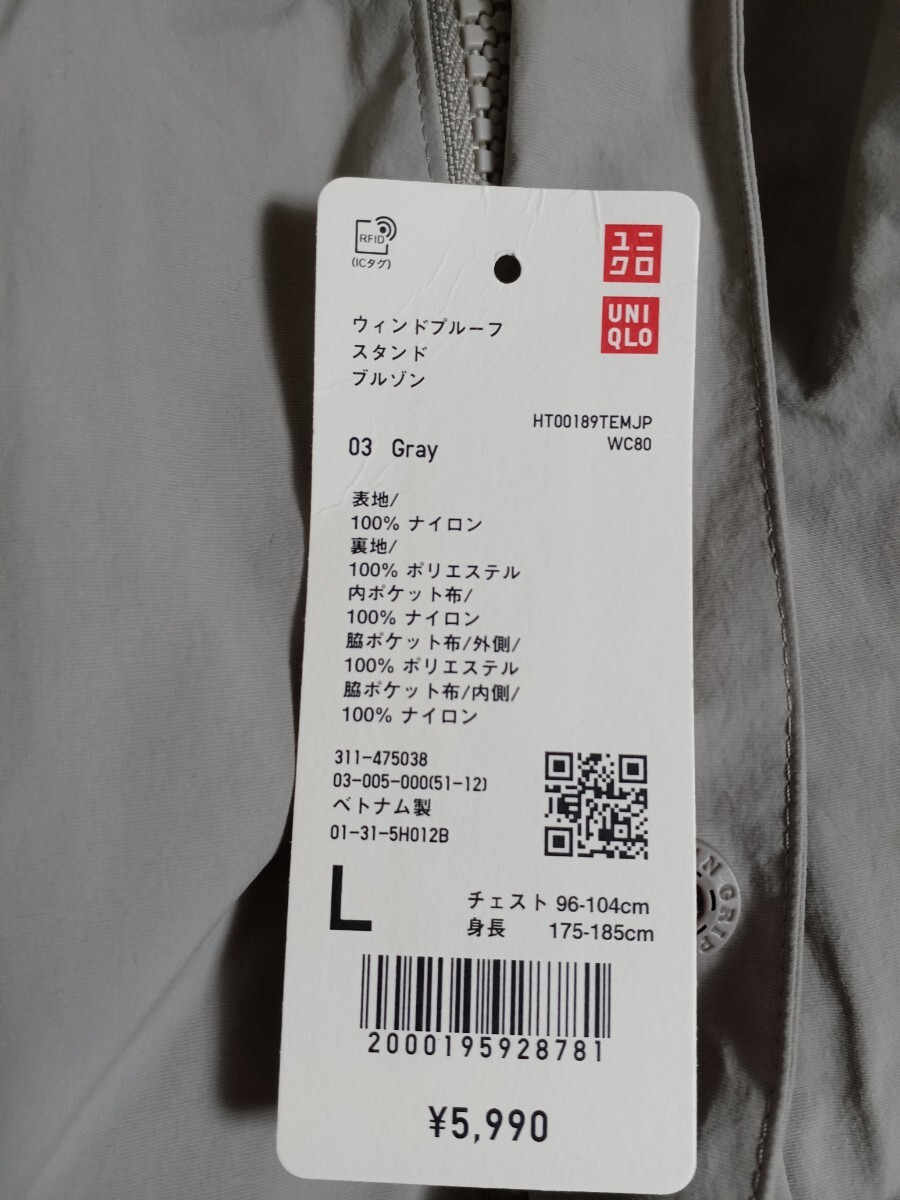 RFID
(ICタグ)
ユニ
クロ
UNI
QLO
ウィンドプルーフ
スタンド
ブルゾン
HT00189TEMJP
WC80
03 Gray
表地/
100% ナイロン
裏地/
100% ポリエステル
内ポケット布/
100% ナイロン
脇ポケット布/外側/
100% ポリエステル
脇ポケット布/内側/
100% ナイロン
311-475038
03-005-000(51-12)
ベトナム製
01-31-5H012B
L
チェスト 96-104cm
身長 175-185cm
2000195928781
¥5,990
N GRIP